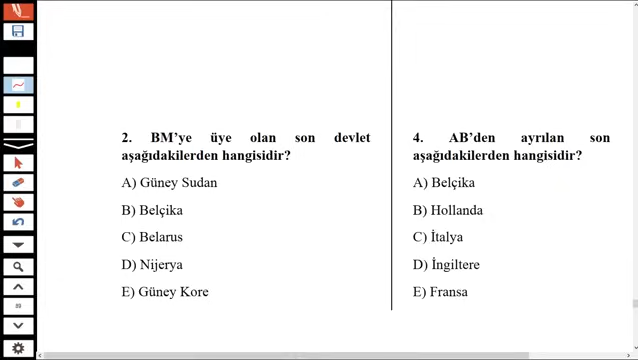 2. BM’ye üye olan son devlet
aşağıdakilerden hangisidir?
A) Güney Sudan
B) Belçika
C) Belarus
D) Nijerya
E) Güney Kore
4. AB’den ayrılan son
aşağıdakilerden hangisidir?
A) Belçika
B) Hollanda
C) İtalya
D) İngiltere
E) Fransa